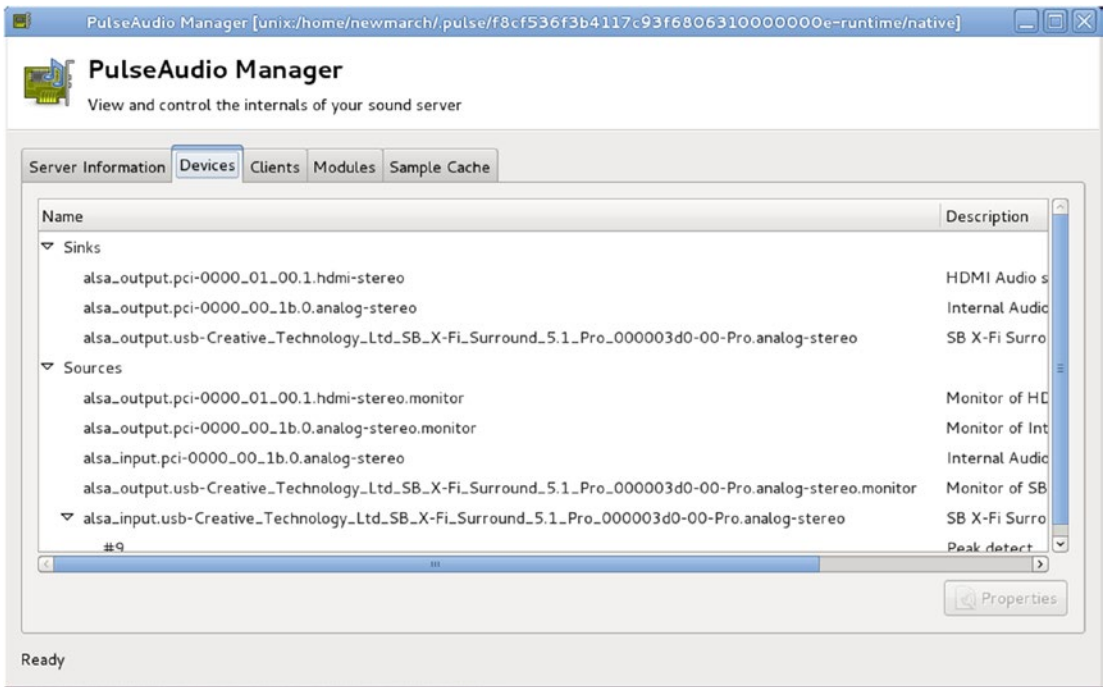 PulseAudio Manager [unix:/home/newmarch/.pulse/f8cf536f3b4117c93f6806310000000e-runtime/native]
PulseAudio Manager
View and control the internals of your sound server
Server Information Devices Clients Modules Sample Cache
Name Description
Sinks
alsa_output.pci-0000_01_00.1.hdmi-stereo HDMI Audio s
alsa_output.pci-0000_00_1b.0.analog-stereo Internal Audio
alsa_output.usb-Creative_Technology_Ltd_SB_X-Fi_Surround_5.1_Pro_000003d0-00-Pro.analog-stereo SB X-Fi Surro
Sources
alsa_output.pci-0000_01_00.1.hdmi-stereo.monitor Monitor of HD
alsa_output.pci-0000_00_1b.0.analog-stereo.monitor Monitor of Int
alsa_input.pci-0000_00_1b.0.analog-stereo Internal Audio
alsa_output.usb-Creative_Technology_Ltd_SB_X-Fi_Surround_5.1_Pro_000003d0-00-Pro.analog-stereo.monitor Monitor of SB
alsa_input.usb-Creative_Technology_Ltd_SB_X-Fi_Surround_5.1_Pro_000003d0-00-Pro.analog-stereo SB X-Fi Surro
#9 Peak detect
Properties
Ready